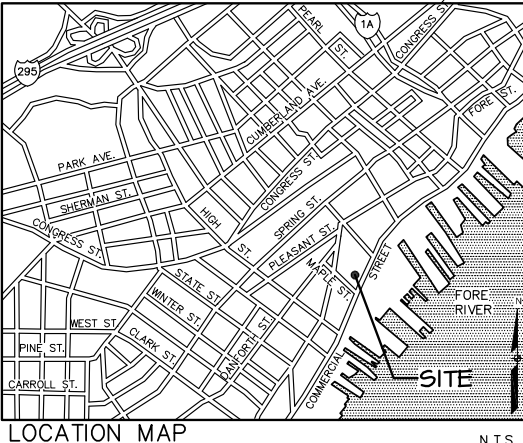 PEARL
ST.
1A
CONGRESS ST.
295
CUMBERLAND AVE.
FORE ST.
PARK AVE.
SHERMAN ST.
CONGRESS ST.
CONGRESS ST.
HIGH
ST.
SPRING ST.
PLEASANT ST.
MAPLE ST.
STREET
COMMERCIAL
STATE ST
WINTER ST.
DANFORTH ST.
CLARK ST.
WEST ST
PINE ST.
CARROLL ST.
FORE
RIVER
N
SITE
LOCATION MAP
N.T.S.